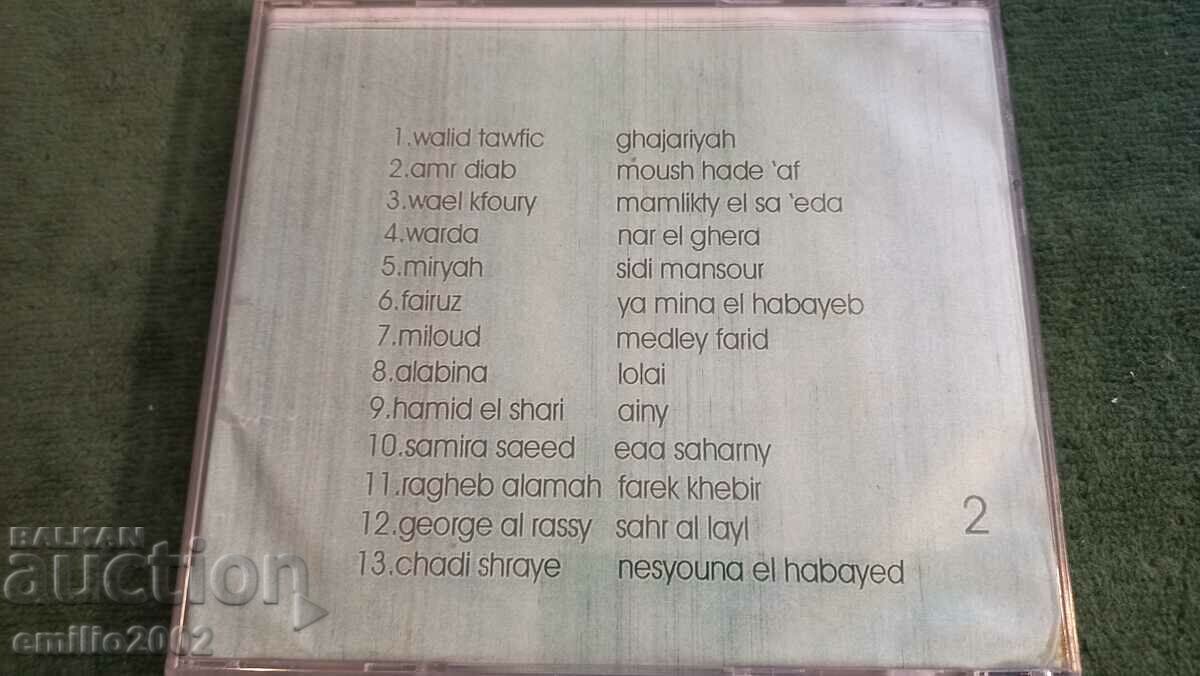 1.walid tawfic ghajariyah
2.amr diab moush hade 'af
3.wael kfoury mamlikty el sa 'eda
4.warda nar el ghera
5.miryah sidi mansour
6.fairuz ya mina el habayeb
7.miloud medley farid
8.alabina lolai
9.hamid el shari ainy
10.samira saeed eaa saharny
11.ragheb alamah farek khebir
12.george al rassy sahr al layl
13.chadi shraye nesyouna el habayed
2
BALKAN
auction
emilio2002